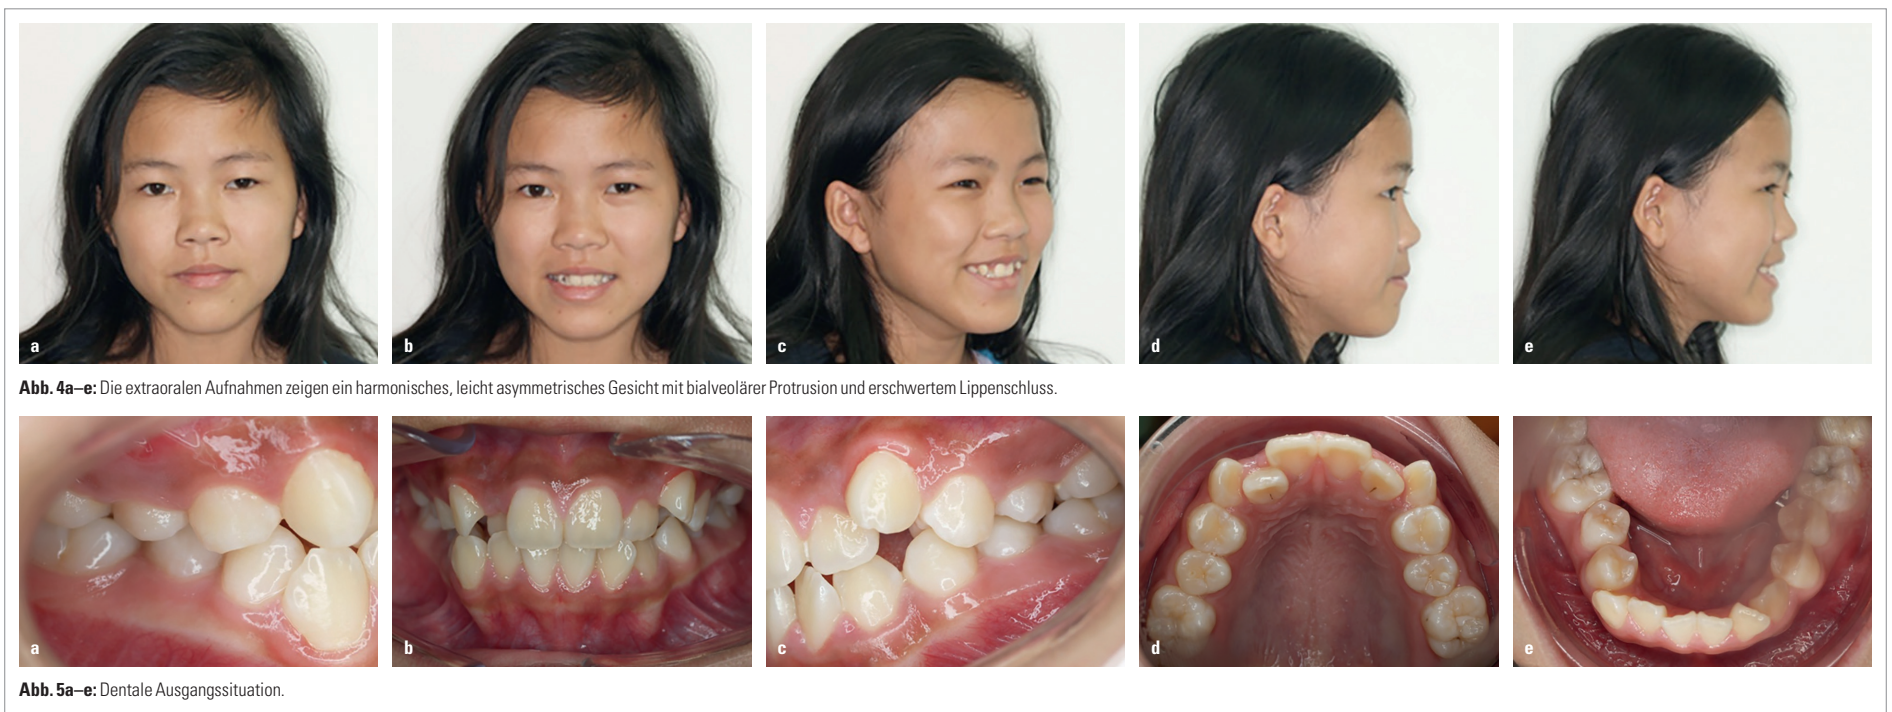 a
b
c
d
e
Abb. 4a–e: Die extraoralen Aufnahmen zeigen ein harmonisches, leicht asymmetrisches Gesicht mit bialveolärer Protrusion und erschwertem Lippenschluss.
a
b
c
d
e
Abb. 5a–e: Dentale Ausgangssituation.